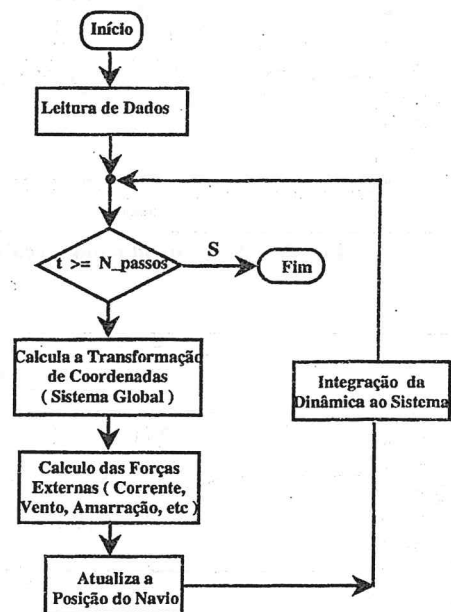 Início
Leitura de Dados
t >= N_passos
S
Fim
Calcula a Transformação
de Coordenadas
( Sistema Global )
Calculo das Forças
Externas ( Corrente,
Vento, Amarração, etc )
Atualiza a
Posição do Navio
Integração da
Dinâmica ao Sistema